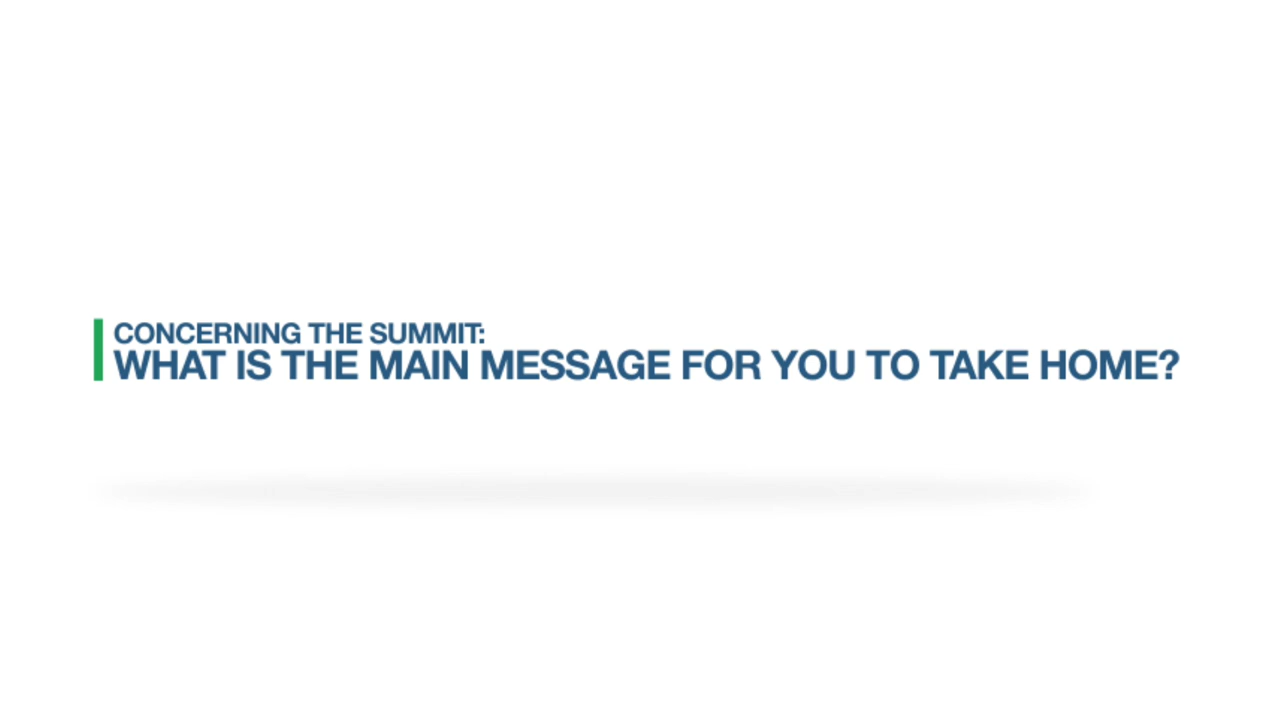 CONCERNING THE SUMMIT:
WHAT IS THE MAIN MESSAGE FOR YOU TO TAKE HOME?